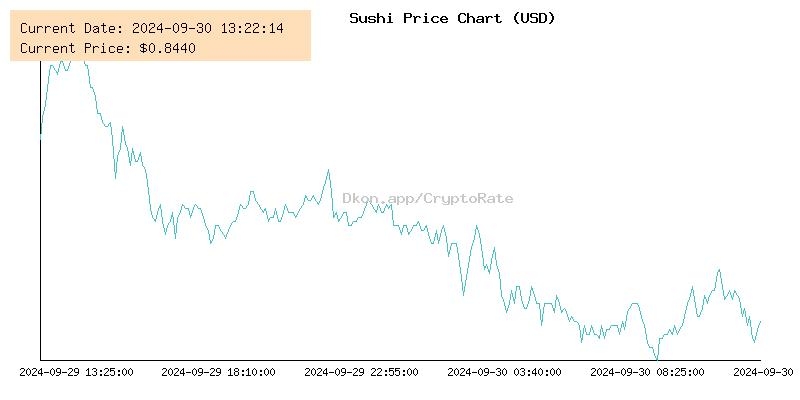 Sushi Price Chart (USD)
Current Date: 2024-09-30 13:22:14
Current Price: $0.8440
Dkon.app/CryptoRate
2024-09-29 13:25:00 2024-09-29 18:10:00 2024-09-29 22:55:00 2024-09-30 03:40:00 2024-09-30 08:25:00 2024-09-30